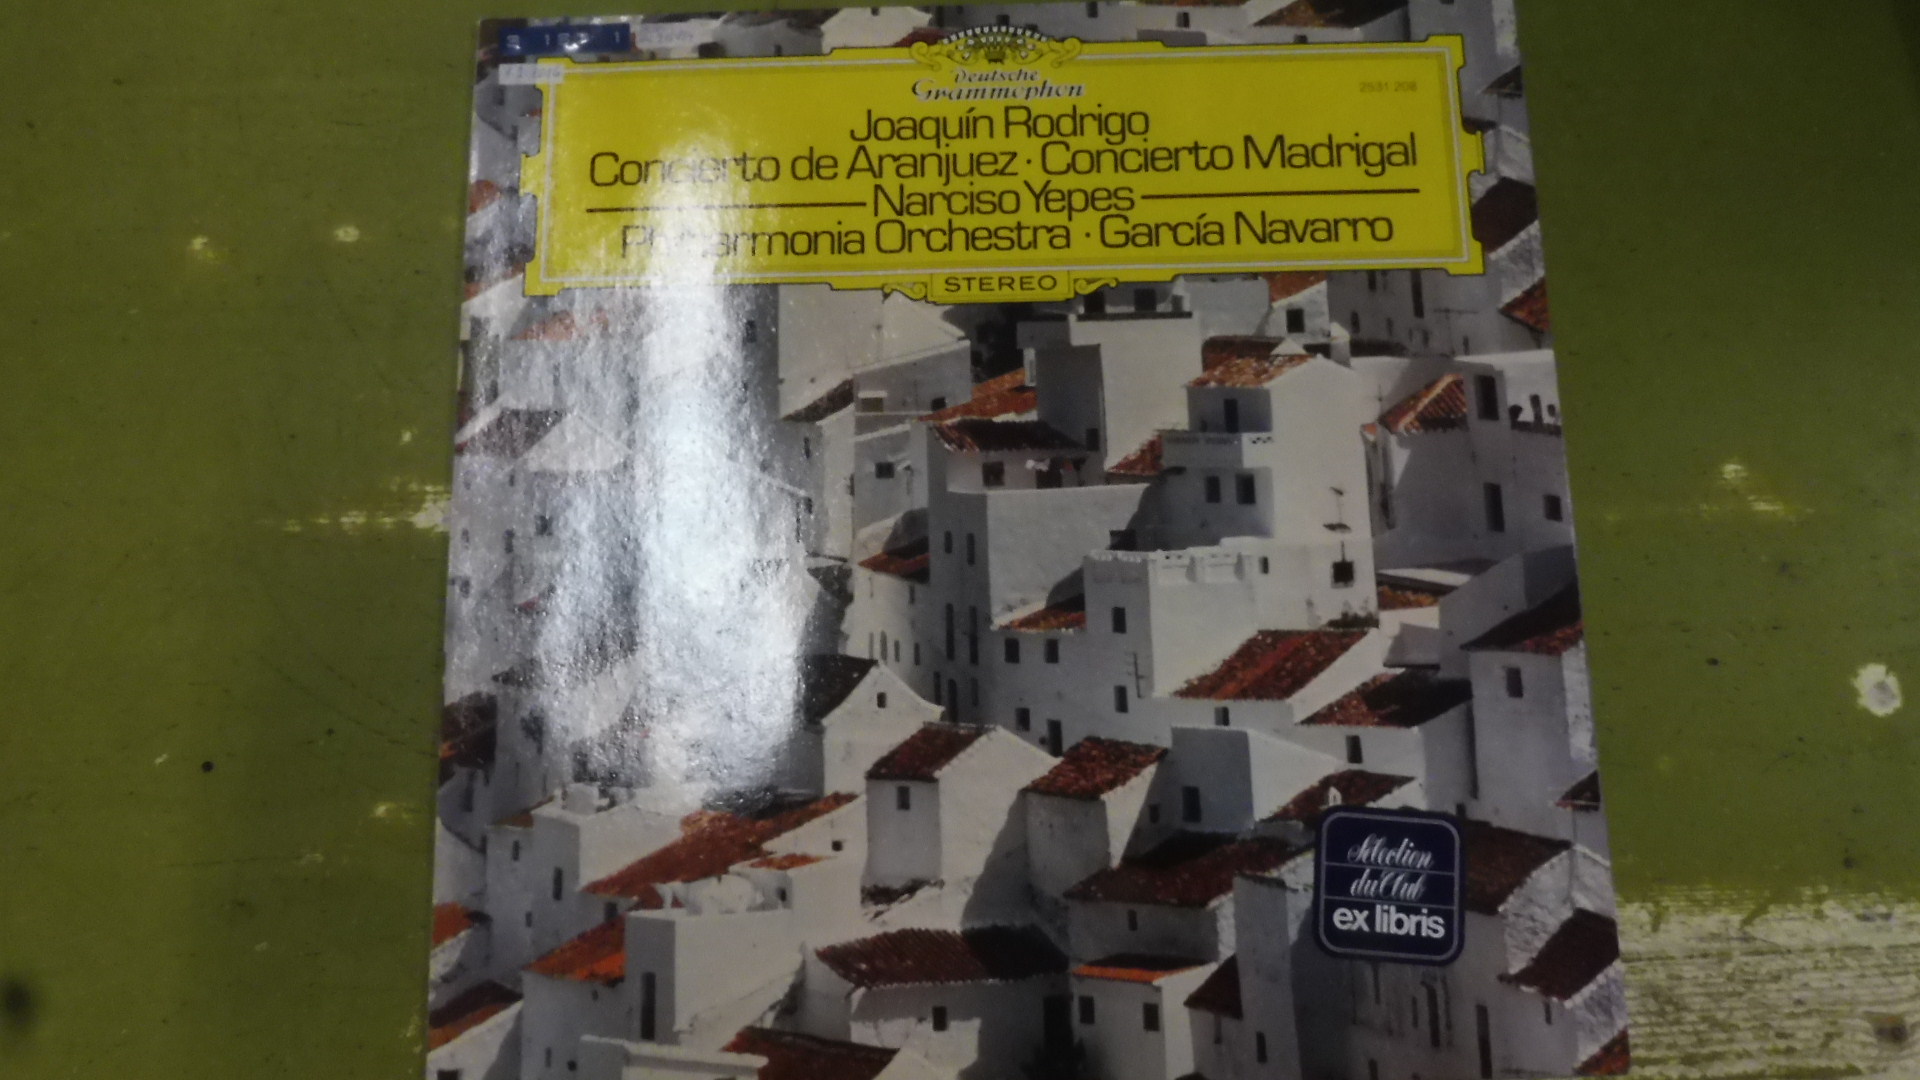 Deutsche
Grammophon
2531 208
Joaquín Rodrigo
Concierto de Aranjuez · Concierto Madrigal
Narciso Yepes
Philharmonia Orchestra · García Navarro
STEREO
Sélection
du Club
ex libris